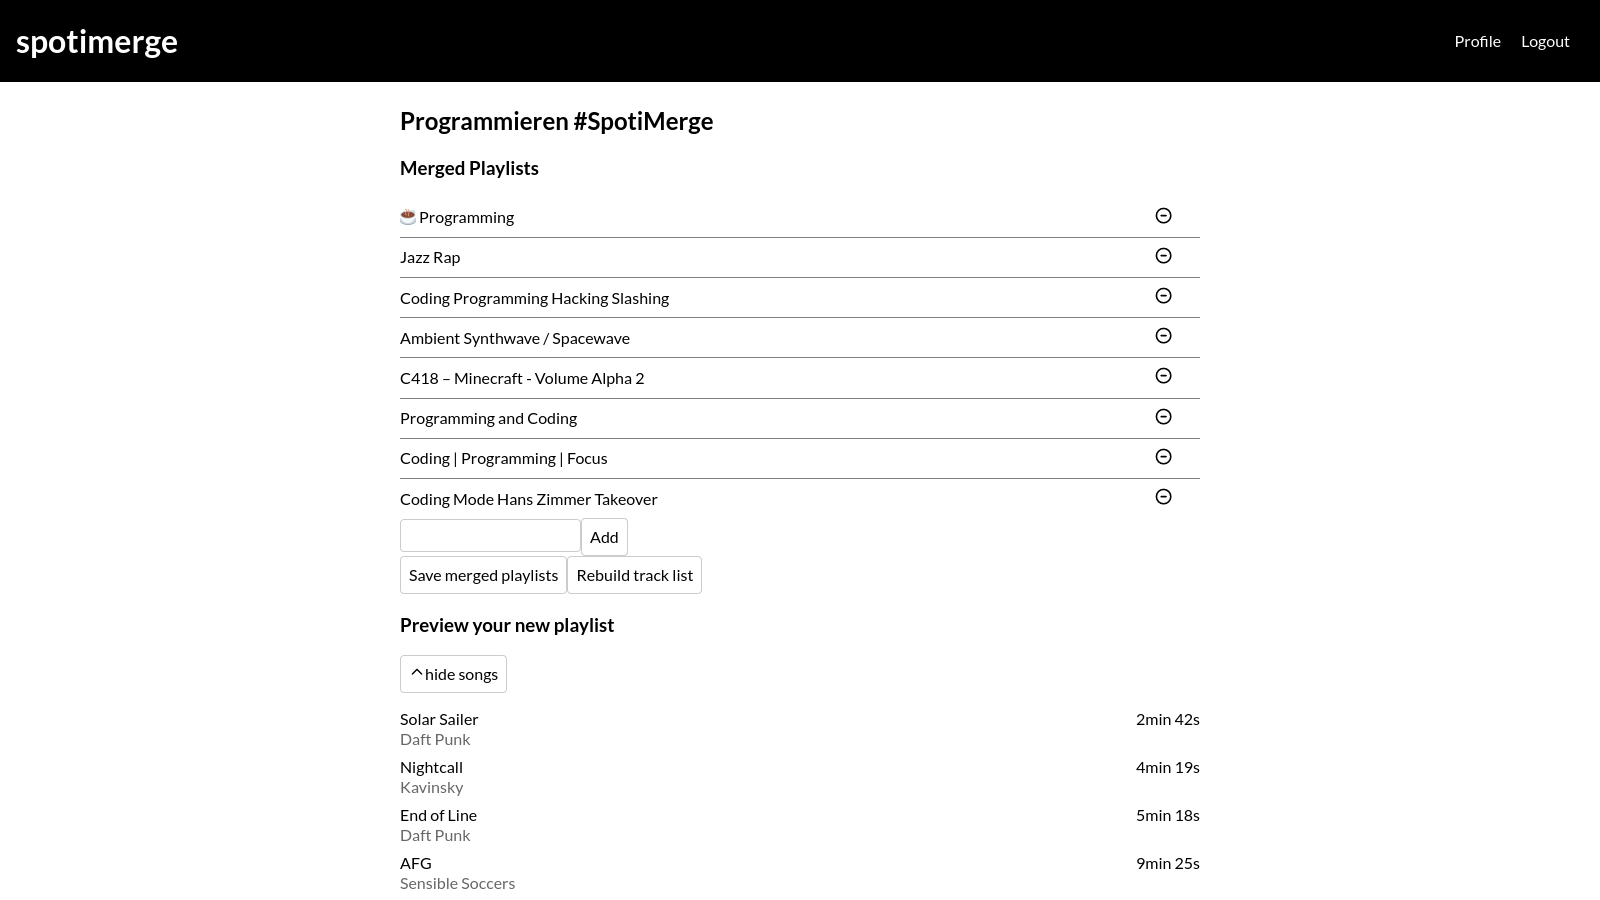 spotimerge
Profile Logout
Programmieren #SpotiMerge
Merged Playlists
☕ Programming
Jazz Rap
Coding Programming Hacking Slashing
Ambient Synthwave / Spacewave
C418 – Minecraft - Volume Alpha 2
Programming and Coding
Coding | Programming | Focus
Coding Mode Hans Zimmer Takeover
Add
Save merged playlists Rebuild track list
Preview your new playlist
hide songs
Solar Sailer 2min 42s
Daft Punk
Nightcall 4min 19s
Kavinsky
End of Line 5min 18s
Daft Punk
AFG 9min 25s
Sensible Soccers